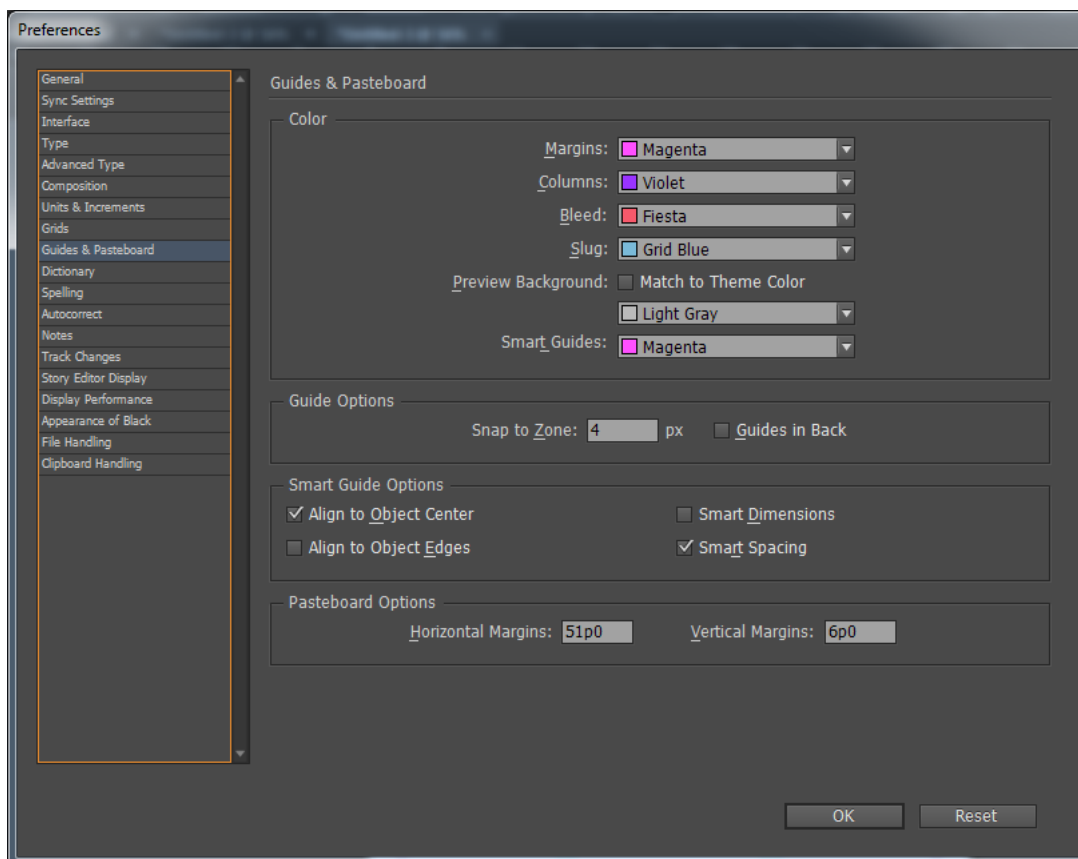 Preferences
General
Sync Settings
Interface
Type
Advanced Type
Composition
Units & Increments
Grids
Guides & Pasteboard
Dictionary
Spelling
Autocorrect
Notes
Track Changes
Story Editor Display
Display Performance
Appearance of Black
File Handling
Clipboard Handling
Guides & Pasteboard
Color
Margins: Magenta
Columns: Violet
Bleed: Fiesta
Slug: Grid Blue
Preview Background: Match to Theme Color
Light Gray
Smart Guides: Magenta
Guide Options
Snap to Zone: 4 px Guides in Back
Smart Guide Options
Align to Object Center Smart Dimensions
Align to Object Edges Smart Spacing
Pasteboard Options
Horizontal Margins: 51p0 Vertical Margins: 6p0
OK Reset